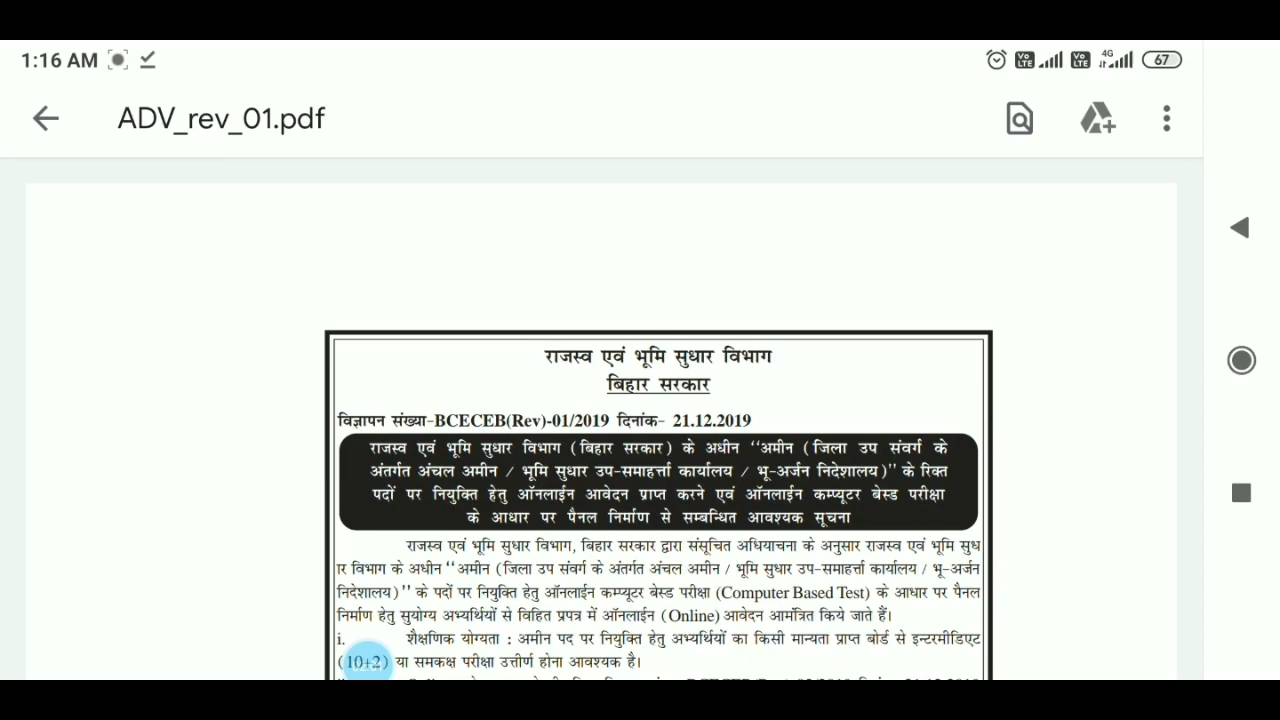 1:16 AM
Vo LTE
Vo LTE
4G
67
ADV_rev_01.pdf
राजस्व एवं भूमि सुधार विभाग
बिहार सरकार
विज्ञापन संख्या-BCECEB(Rev)-01/2019 दिनांक- 21.12.2019
राजस्व एवं भूमि सुधार विभाग (बिहार सरकार) के अधीन ‘‘अमीन (जिला उप संवर्ग के
अंतर्गत अंचल अमीन / भूमि सुधार उप-समाहर्त्ता कार्यालय / भू-अर्जन निदेशालय)’’ के रिक्त
पदों पर नियुक्ति हेतु ऑनलाईन आवेदन प्राप्त करने एवं ऑनलाईन कम्प्यूटर बेस्ड परीक्षा
के आधार पर पैनल निर्माण से सम्बन्धित आवश्यक सूचना
राजस्व एवं भूमि सुधार विभाग, बिहार सरकार द्वारा संसूचित अधियाचना के अनुसार राजस्व एवं भूमि सुध
ार विभाग के अधीन ‘‘अमीन (जिला उप संवर्ग के अंतर्गत अंचल अमीन / भूमि सुधार उप-समाहर्त्ता कार्यालय / भू-अर्जन
निदेशालय)’’ के पदों पर नियुक्ति हेतु ऑनलाईन कम्प्यूटर बेस्ड परीक्षा (Computer Based Test) के आधार पर पैनल
निर्माण हेतु सुयोग्य अभ्यर्थियों से विहित प्रपत्र में ऑनलाईन (Online) आवेदन आमंत्रित किये जाते हैं।
i. शैक्षणिक योग्यता : अमीन पद पर नियुक्ति हेतु अभ्यर्थियों का किसी मान्यता प्राप्त बोर्ड से इन्टरमीडिएट
(10+2) या समकक्ष परीक्षा उत्तीर्ण होना आवश्यक है।